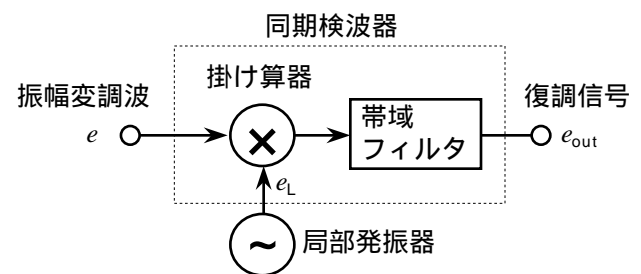 同期検波器
掛け算器
振幅変調波
e
×
帯域
フィルタ
復調信号
e_out
e_L
~
局部発振器